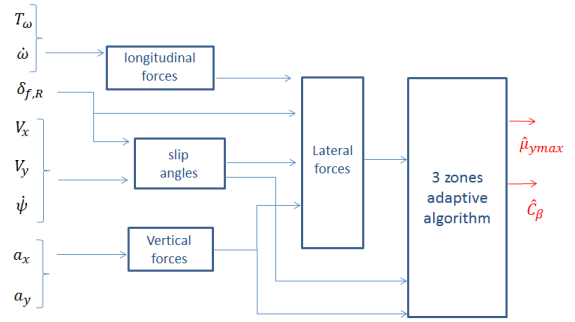 T_ω
ω̇
δ_{f,R}
V_x
V_y
ψ̇
a_x
a_y
longitudinal
forces
slip
angles
Vertical
forces
Lateral
forces
3 zones
adaptive
algorithm
μ̂_{ymax}
Ĉ_β